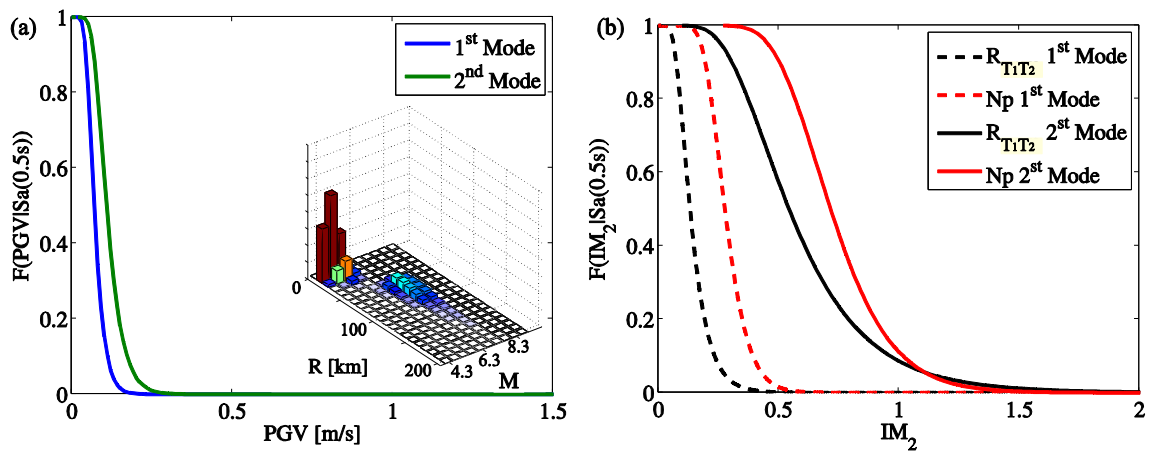 (a)
1st Mode
2nd Mode
F(PGV|Sa(0.5s))
1
0.8
0.6
0.4
0.2
0
0
0.5
1
1.5
PGV [m/s]
0
100
200
R [km]
4.3
6.3
8.3
M
(b)
RT1T2 1st Mode
Np 1st Mode
RT1T2 2st Mode
Np 2st Mode
F(IM2|Sa(0.5s))
1
0.8
0.6
0.4
0.2
0
0
0.5
1
1.5
2
IM2